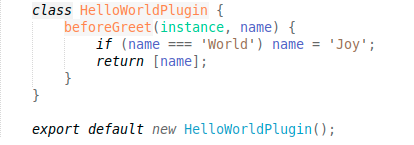 class HelloWorldPlugin {
    beforeGreet(instance, name) {
        if (name === 'World') name = 'Joy';
        return [name];
    }
}

export default new HelloWorldPlugin();